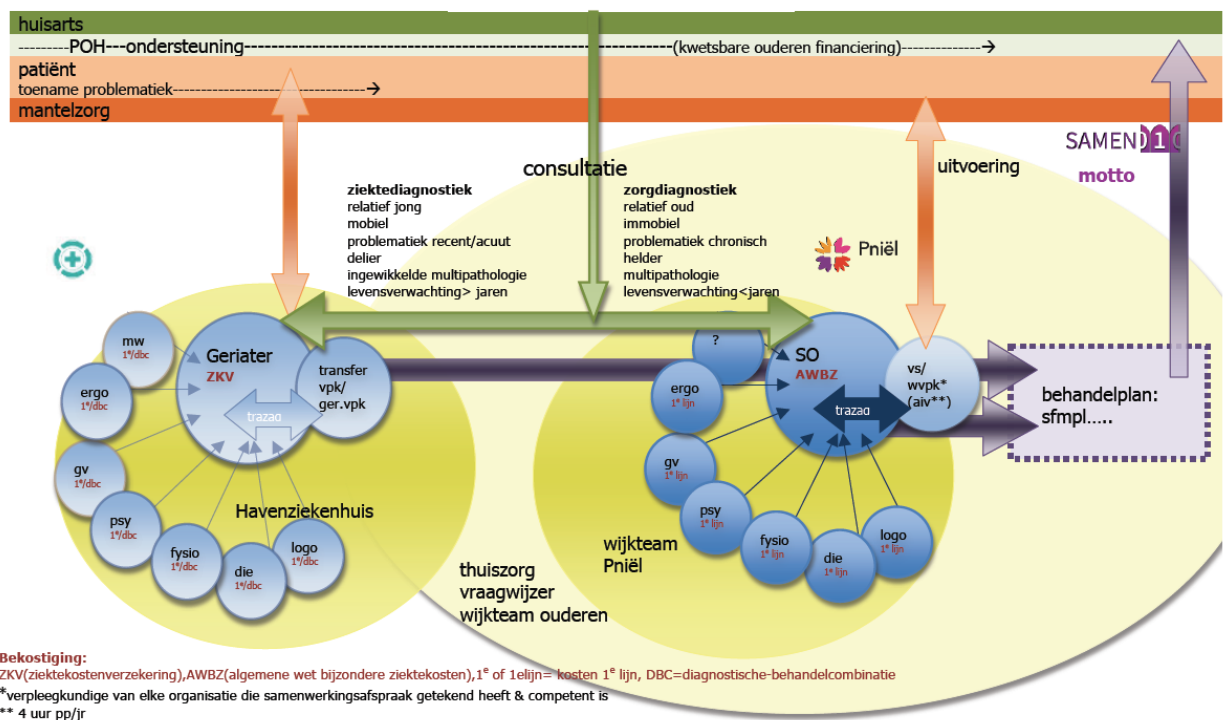 huisarts
---------POH---ondersteuning----------------------------------------------------------------------(kwetsbare ouderen financiering)--------------→
patiënt
toename problematiek----------------------------------→
mantelzorg
SAMEN 1
motto
consultatie
uitvoering
ziektediagnostiek
relatief jong
mobiel
problematiek recent/acuut
delier
ingewikkelde multipathologie
levensverwachting> jaren
zorgdiagnostiek
relatief oud
immobiel
problematiek chronisch
helder
multipathologie
levensverwachting<jaren
Pniël
mw
1e/dbc
ergo
1e/dbc
gv
1e/dbc
psy
1e/dbc
fysio
1e/dbc
die
1e/dbc
logo
1e/dbc
Geriater
ZKV
trazag
transfer
vpk/
ger.vpk
Havenziekenhuis
?
ergo
1e lijn
gv
1e lijn
psy
1e lijn
fysio
1e lijn
die
1e lijn
logo
1e lijn
SO
AWBZ
trazag
vs/
wvpk*
(aiv**)
behandelplan:
sfmpl.....
wijkteam
Pniël
thuiszorg
vraagwijzer
wijkteam ouderen
Bekostiging:
ZKV(ziektekostenverzekering),AWBZ(algemene wet bijzondere ziektekosten),1e of 1elijn= kosten 1e lijn, DBC=diagnostische-behandelcombinatie
*verpleegkundige van elke organisatie die samenwerkingsafspraak getekend heeft & competent is
** 4 uur pp/jr